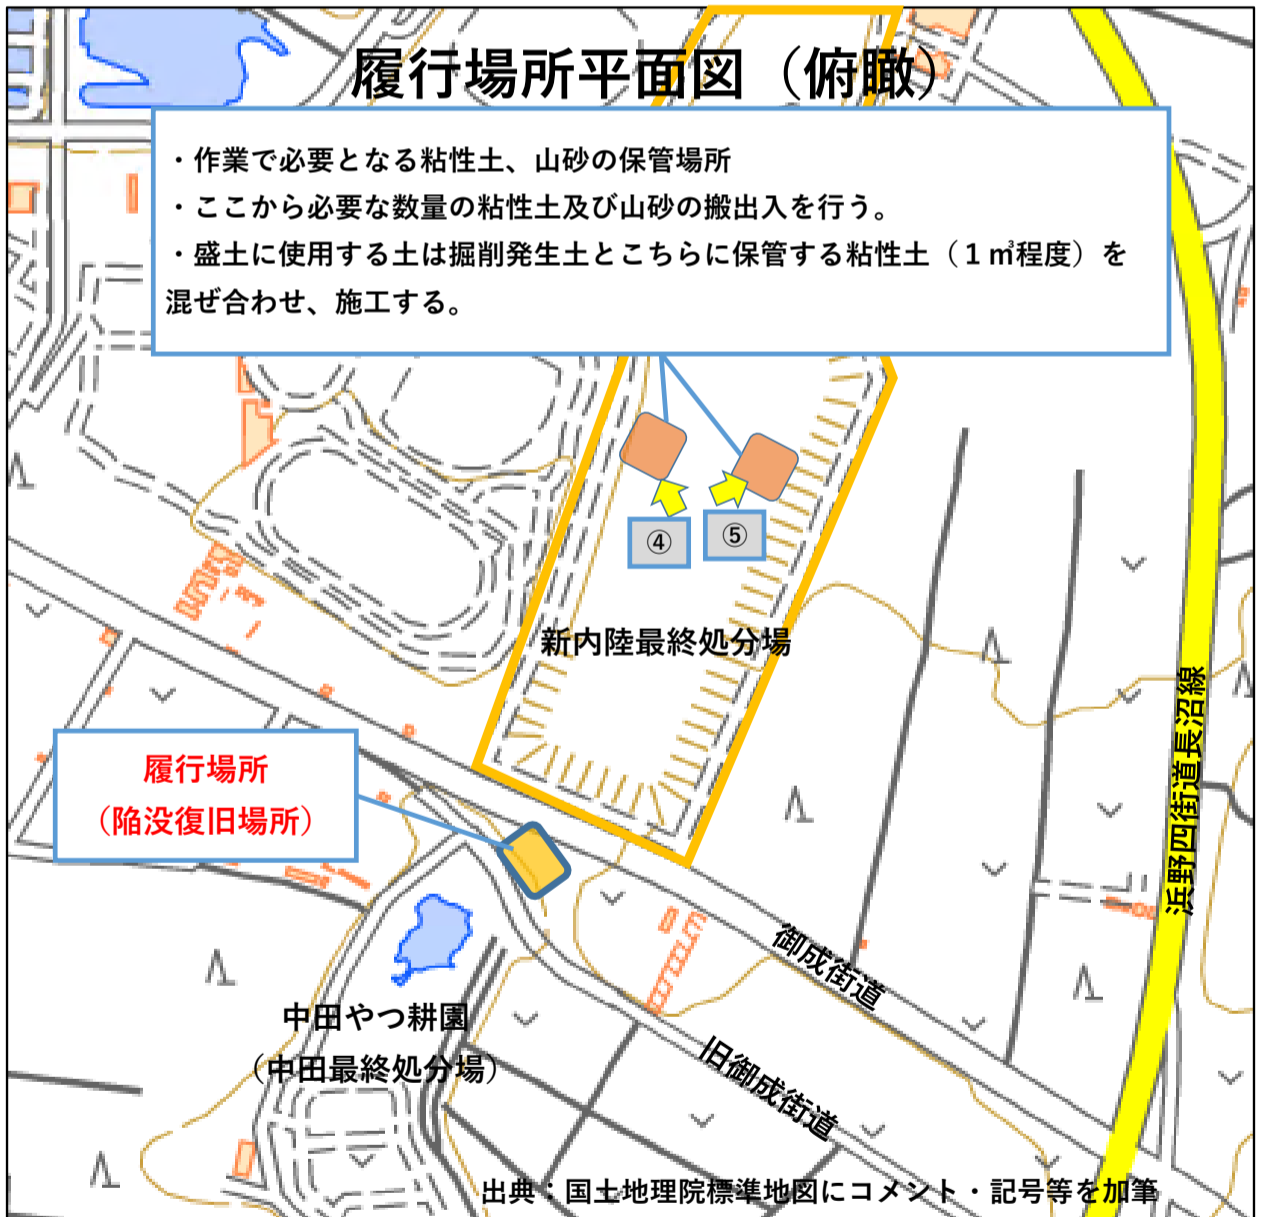 履行場所平面図（俯瞰）
・作業で必要となる粘性土、山砂の保管場所
・ここから必要な数量の粘性土及び山砂の搬出入を行う。
・盛土に使用する土は掘削発生土とこちらに保管する粘性土（１㎥程度）を
混ぜ合わせ、施工する。
④
⑤
新内陸最終処分場
浜野四街道長沼線
履行場所
（陥没復旧場所）
御成街道
中田やつ耕園
（中田最終処分場）
旧御成街道
出典：国土地理院標準地図にコメント・記号等を加筆